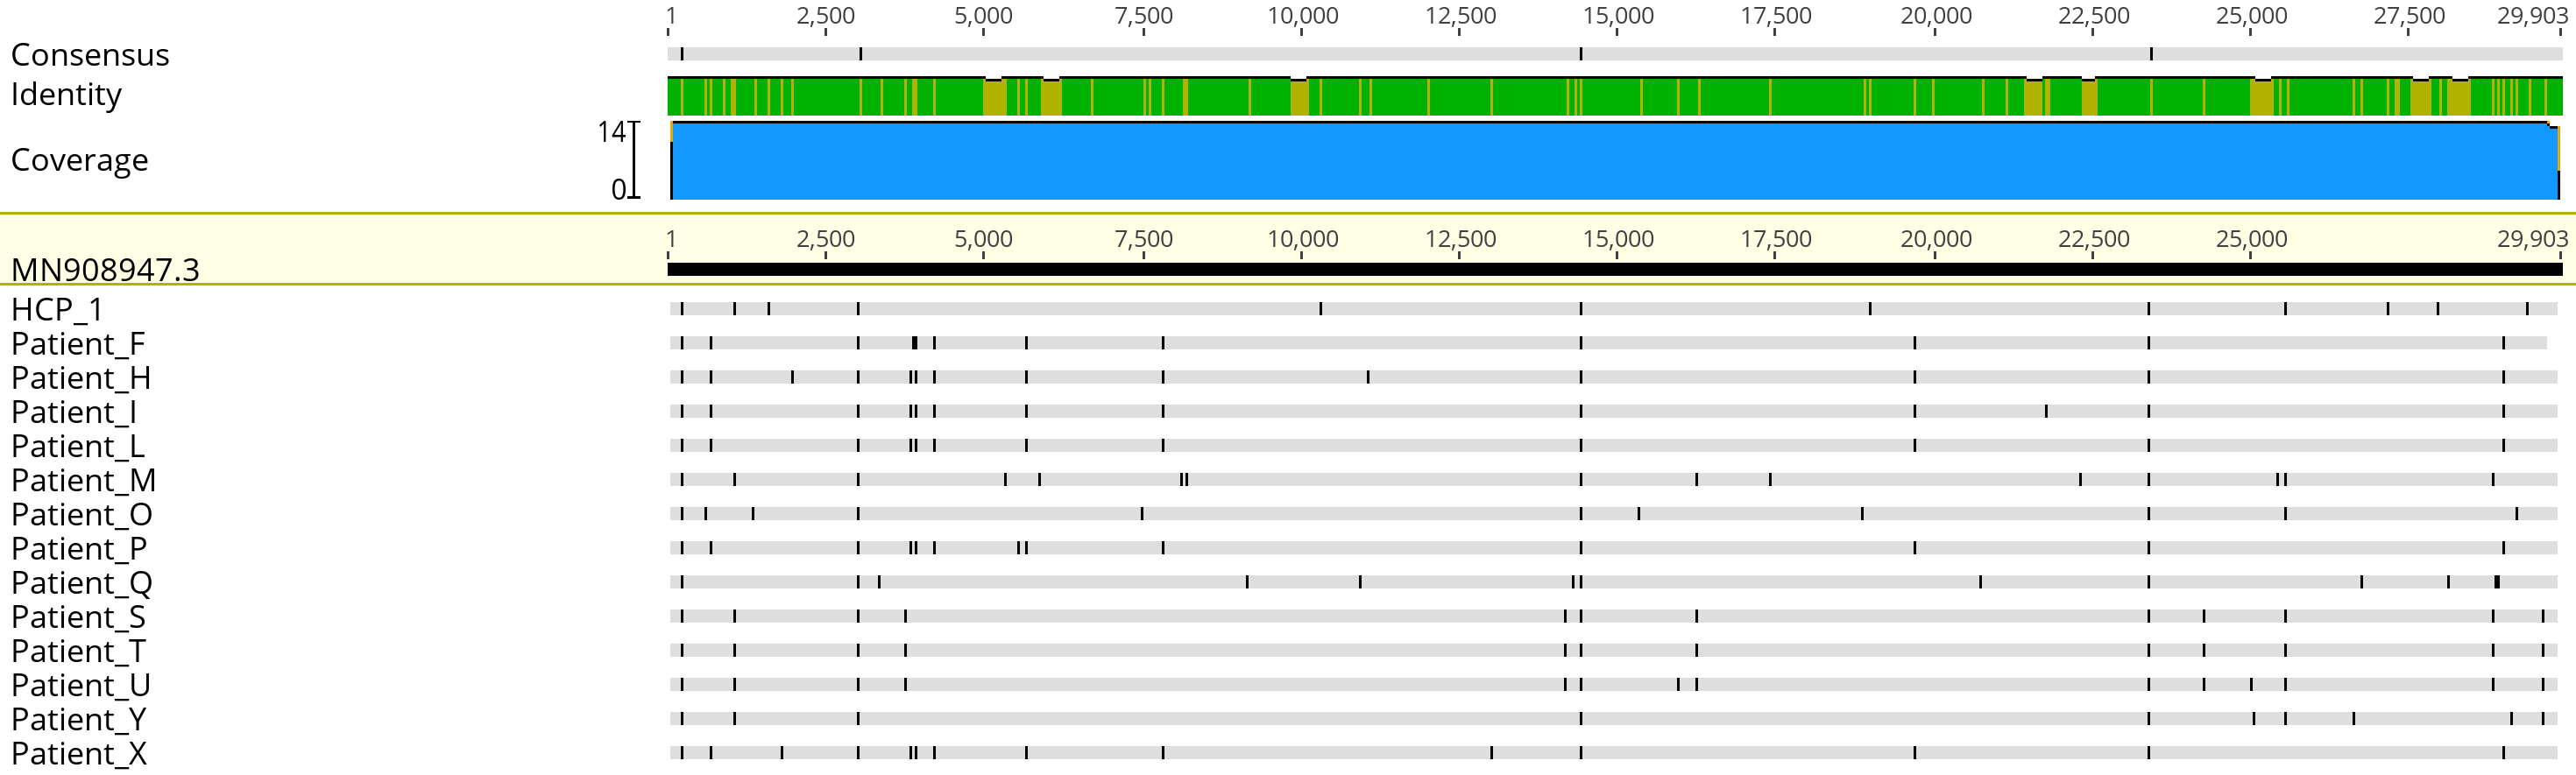 1 2,500 5,000 7,500 10,000 12,500 15,000 17,500 20,000 22,500 25,000 27,500 29,903
Consensus
Identity
14
Coverage
0
1 2,500 5,000 7,500 10,000 12,500 15,000 17,500 20,000 22,500 25,000 29,903
MN908947.3
HCP_1
Patient_F
Patient_H
Patient_I
Patient_L
Patient_M
Patient_O
Patient_P
Patient_Q
Patient_S
Patient_T
Patient_U
Patient_Y
Patient_X